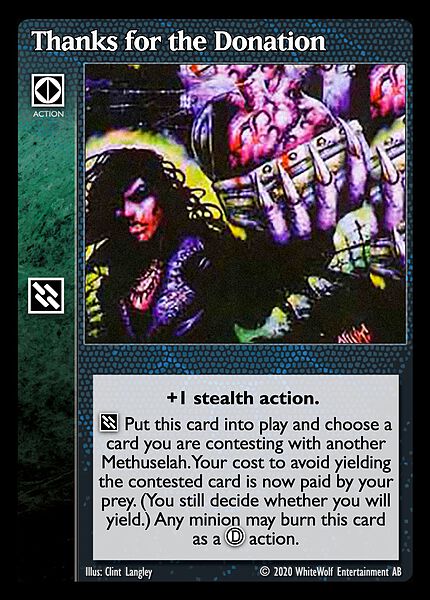 Thanks for the Donation
ACTION
+1 stealth action.
Put this card into play and choose a
card you are contesting with another
Methuselah. Your cost to avoid yielding
the contested card is now paid by your
prey. (You still decide whether you will
yield.) Any minion may burn this card
as a Ⓓ action.
Illus: Clint Langley
© 2020 WhiteWolf Entertainment AB